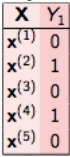 X Y₁
x⁽¹⁾ 0
x⁽²⁾ 1
x⁽³⁾ 0
x⁽⁴⁾ 1
x⁽⁵⁾ 0